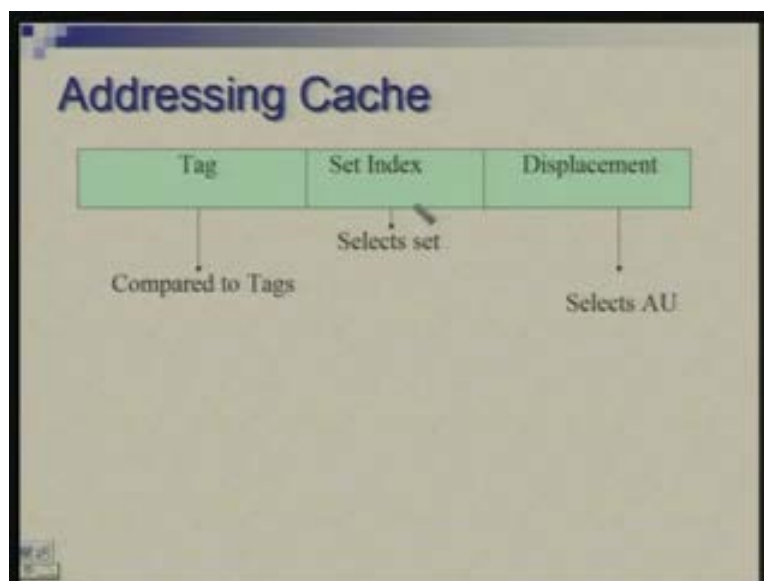 Addressing Cache
Tag
Set Index
Displacement
Selects set
Compared to Tags
Selects AU